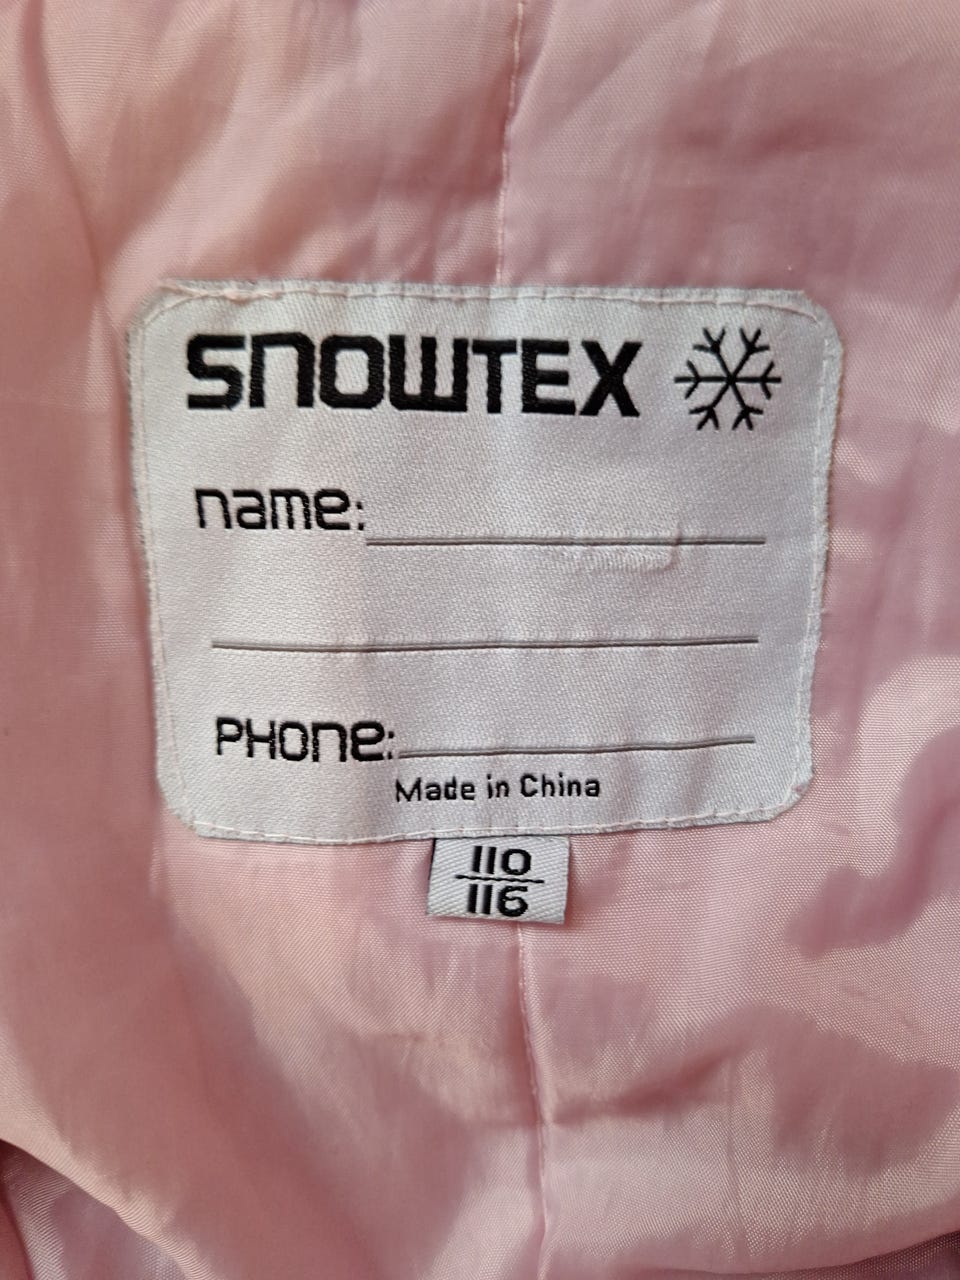 SNOWTEX
name:
PHONE:
Made in China
110
116